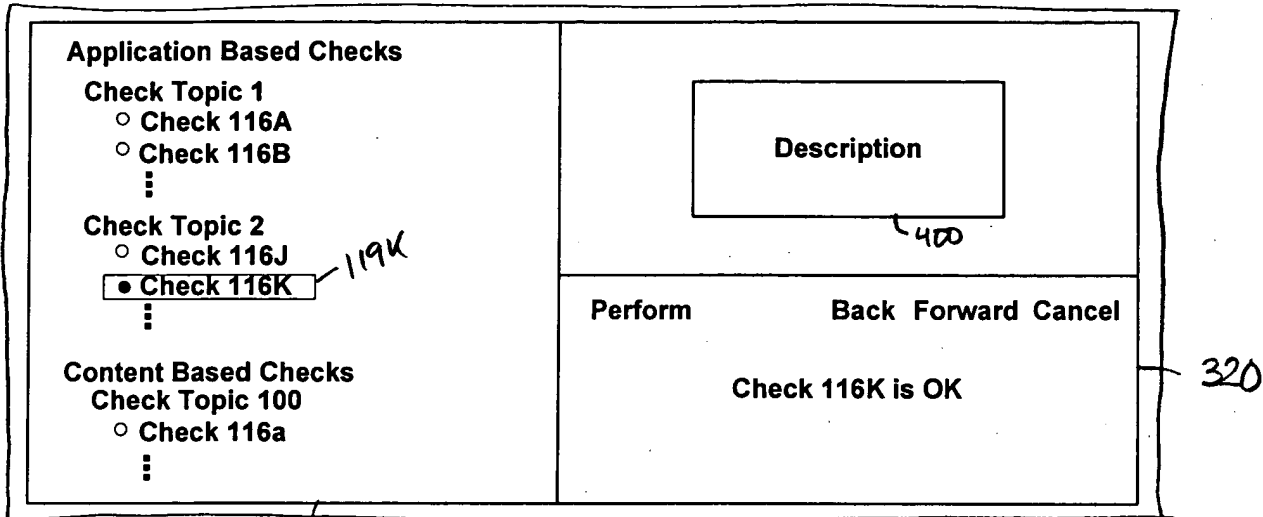 Application Based Checks
Check Topic 1
○ Check 116A
○ Check 116B
⋮
Check Topic 2
○ Check 116J
● Check 116K
119K
⋮
Content Based Checks
Check Topic 100
○ Check 116a
⋮
Description
400
Perform Back Forward Cancel
Check 116K is OK
320